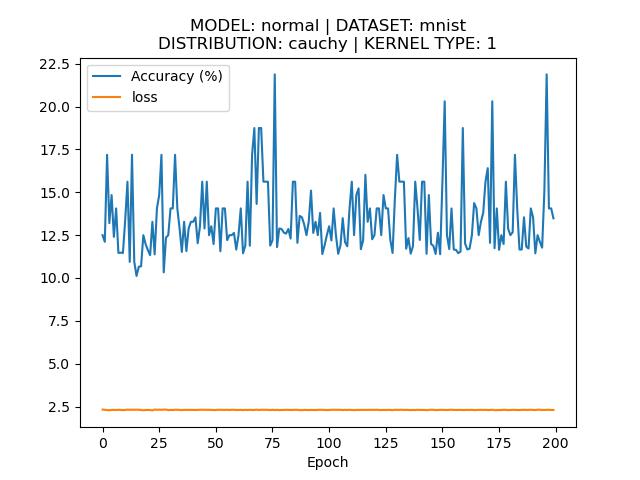 MODEL: normal | DATASET: mnist
DISTRIBUTION: cauchy | KERNEL TYPE: 1
22.5
20.0
17.5
15.0
12.5
10.0
7.5
5.0
2.5
Accuracy (%)
loss
0 25 50 75 100 125 150 175 200
Epoch